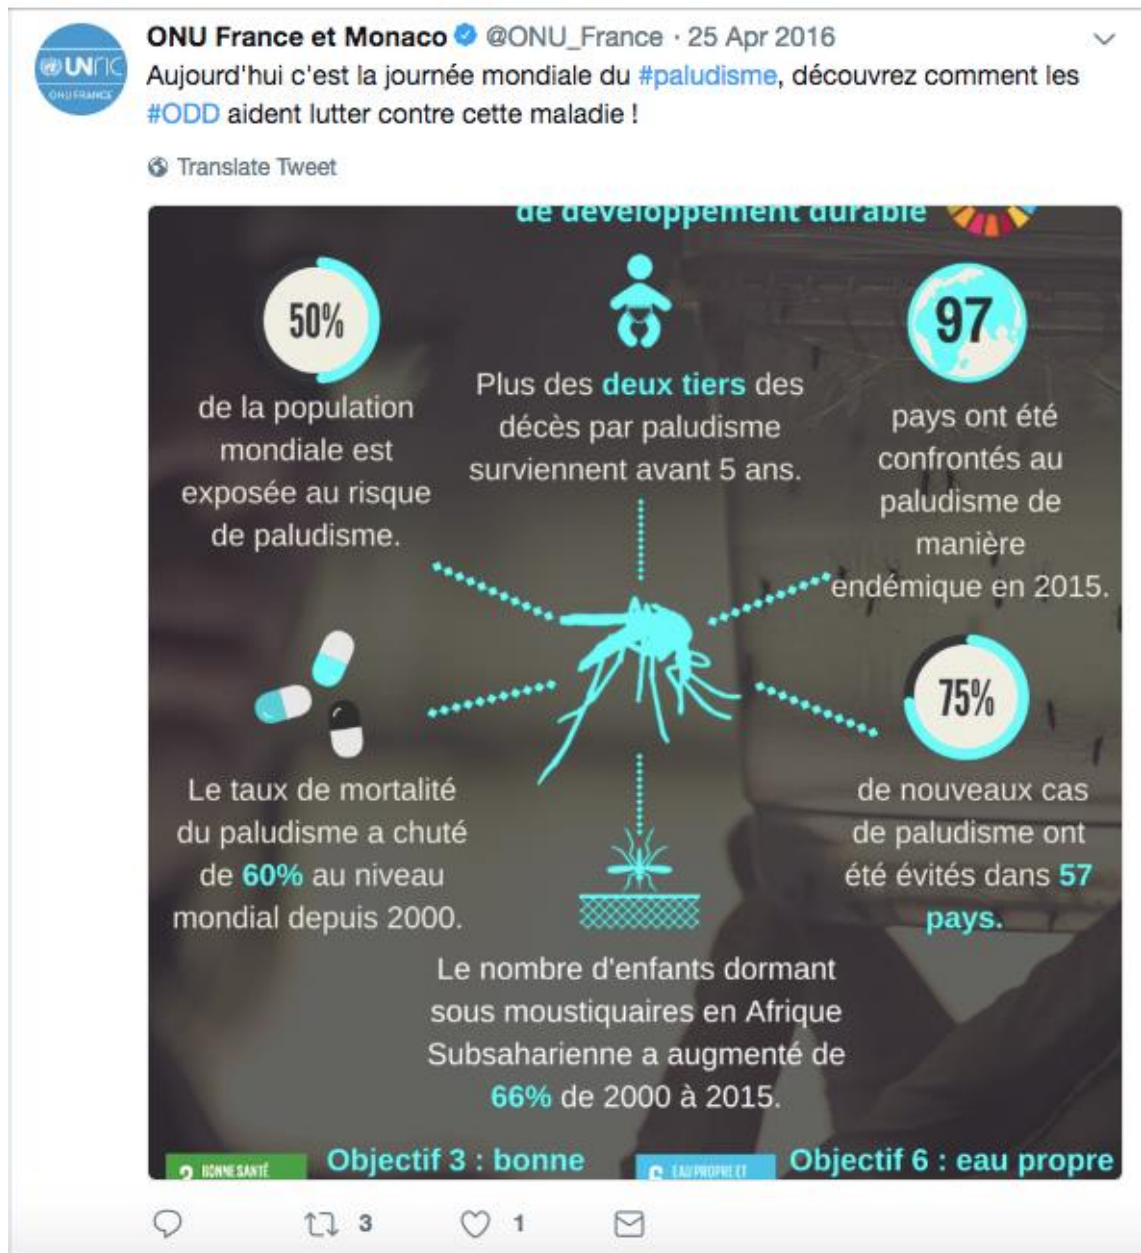 ONU France et Monaco @ONU_France · 25 Apr 2016
UNric
ONU FRANCE
Aujourd'hui c'est la journée mondiale du #paludisme, découvrez comment les
#ODD aident lutter contre cette maladie !
Translate Tweet
de développement durable
50%
de la population
mondiale est
exposée au risque
de paludisme.
Plus des deux tiers des
décès par paludisme
surviennent avant 5 ans.
97
pays ont été
confrontés au
paludisme de
manière
endémique en 2015.
Le taux de mortalité
du paludisme a chuté
de 60% au niveau
mondial depuis 2000.
75%
de nouveaux cas
de paludisme ont
été évités dans 57
pays.
Le nombre d'enfants dormant
sous moustiquaires en Afrique
Subsaharienne a augmenté de
66% de 2000 à 2015.
3 BONNE SANTÉ
Objectif 3 : bonne
6 EAU PROPRE ET
Objectif 6 : eau propre
3
1